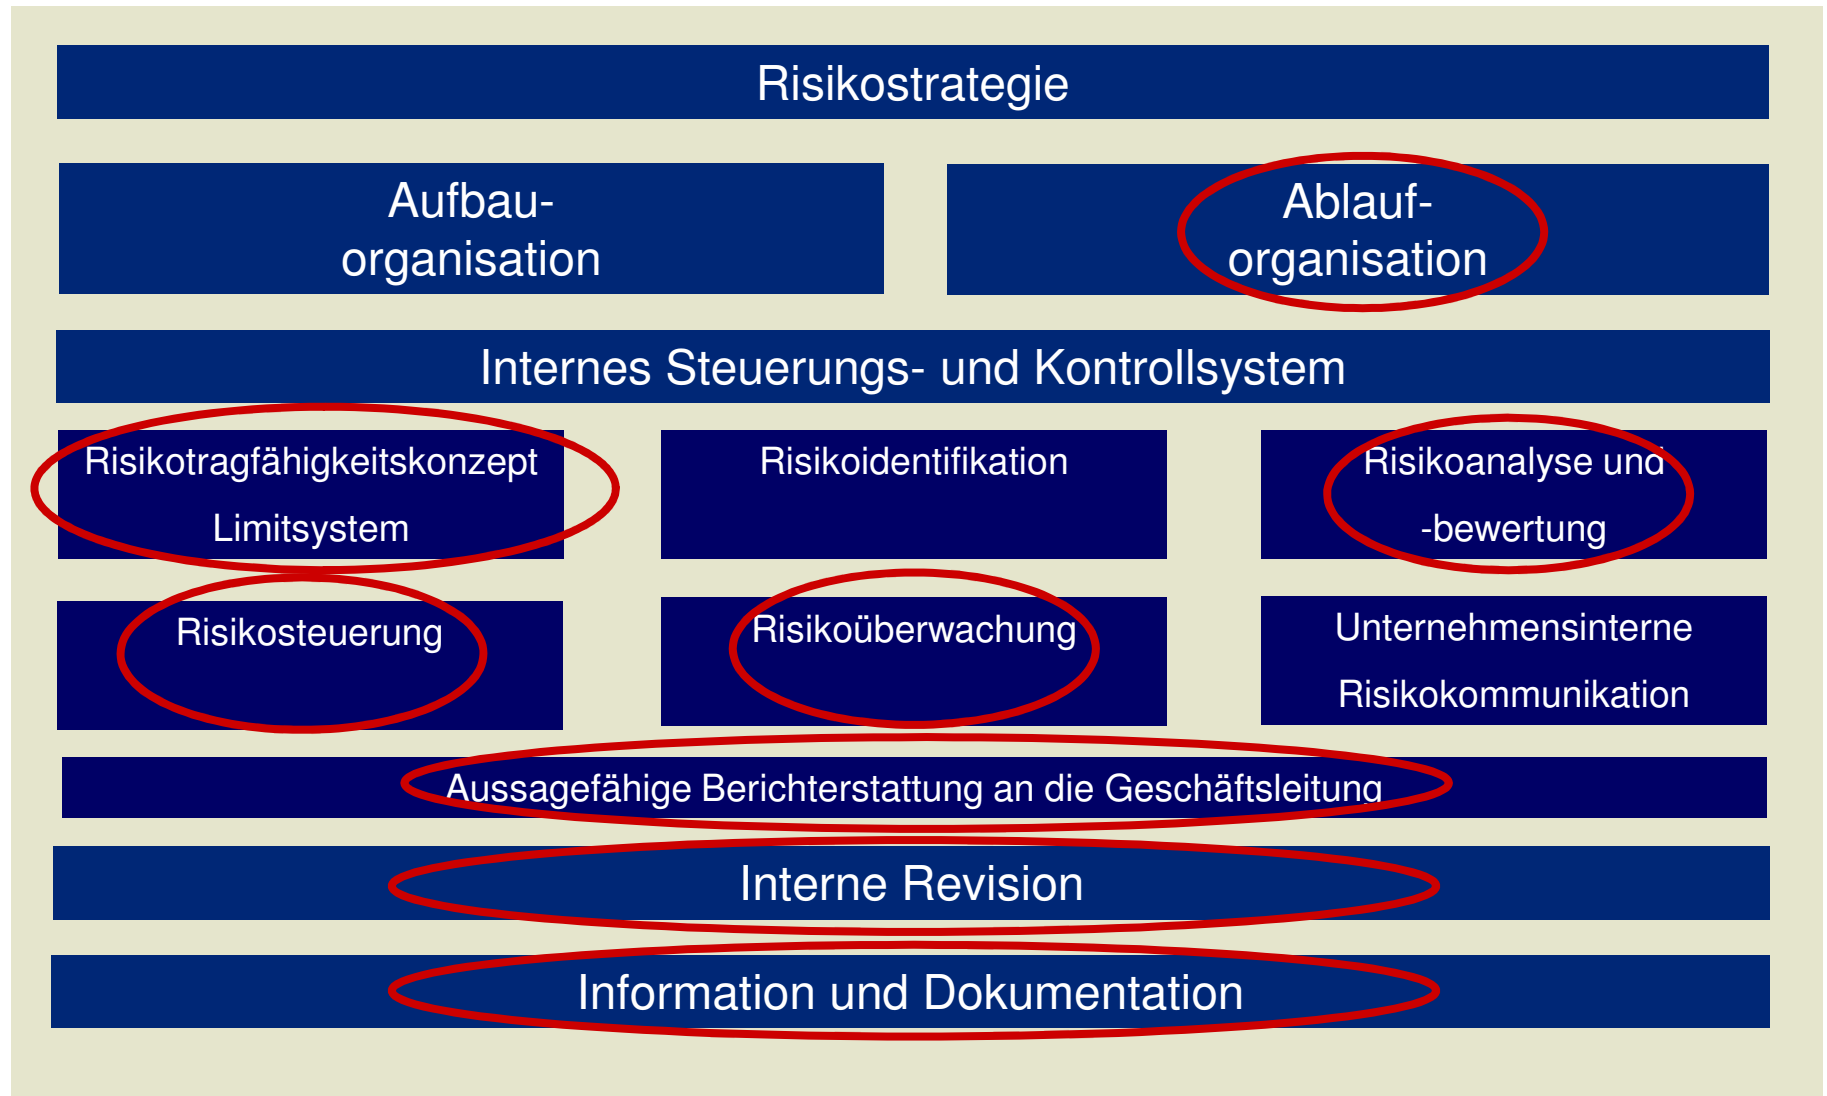 Risikostrategie
Aufbau-
organisation
Ablauf-
organisation
Internes Steuerungs- und Kontrollsystem
Risikotragfähigkeitskonzept
Limitsystem
Risikoidentifikation
Risikoanalyse und
-bewertung
Risikosteuerung
Risikoüberwachung
Unternehmensinterne
Risikokommunikation
Aussagefähige Berichterstattung an die Geschäftsleitung
Interne Revision
Information und Dokumentation